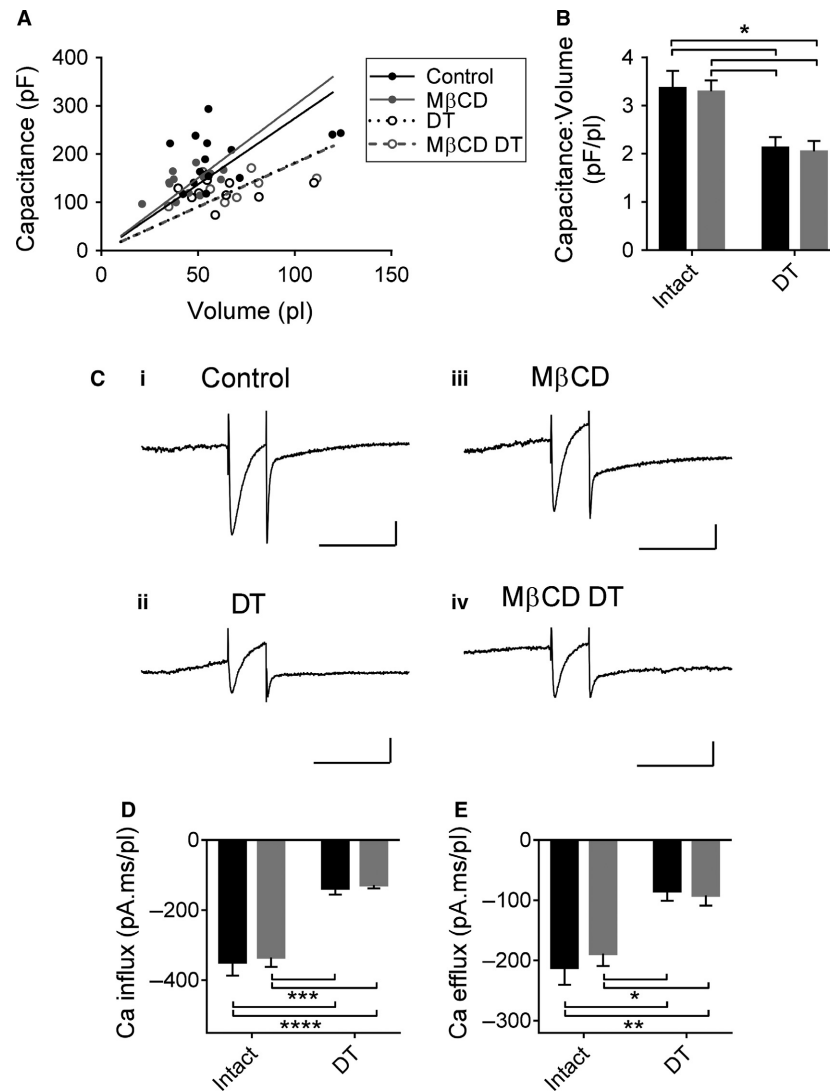 A
Capacitance (pF)
400
300
200
100
0
0
50
100
150
Volume (pl)
Control
MβCD
DT
MβCD DT
B
Capacitance:Volume
(pF/pl)
4
3
2
1
0
*
Intact
DT
C
i
Control
iii
MβCD
ii
DT
iv
MβCD DT
D
Ca influx (pA.ms/pl)
0
−200
−400
***
****
Intact
DT
E
Ca efflux (pA.ms/pl)
0
−100
−200
−300
*
**
Intact
DT